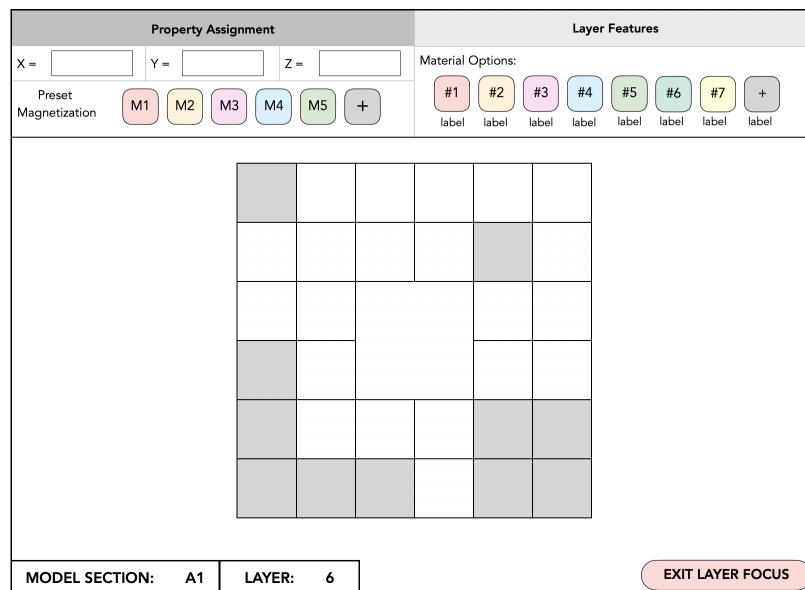 Property Assignment
Layer Features
X =
Y =
Z =
Material Options:
Preset
Magnetization
M1 M2 M3 M4 M5 +
#1 #2 #3 #4 #5 #6 #7 +
label label label label label label label label
MODEL SECTION: A1
LAYER: 6
EXIT LAYER FOCUS